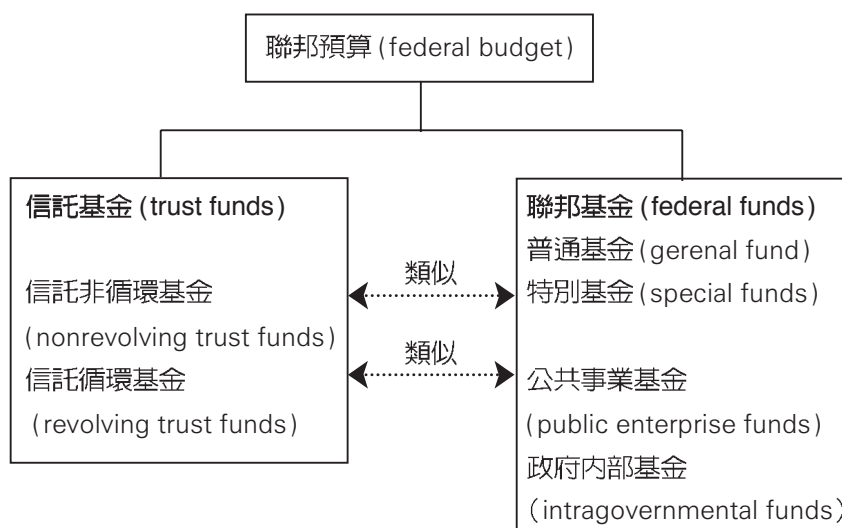 聯邦預算(federal budget)
信託基金(trust funds)
信託非循環基金
(nonrevolving trust funds)
信託循環基金
(revolving trust funds)
類似
類似
聯邦基金(federal funds)
普通基金(gerenal fund)
特別基金(special funds)
公共事業基金
(public enterprise funds)
政府內部基金
(intragovernmental funds)